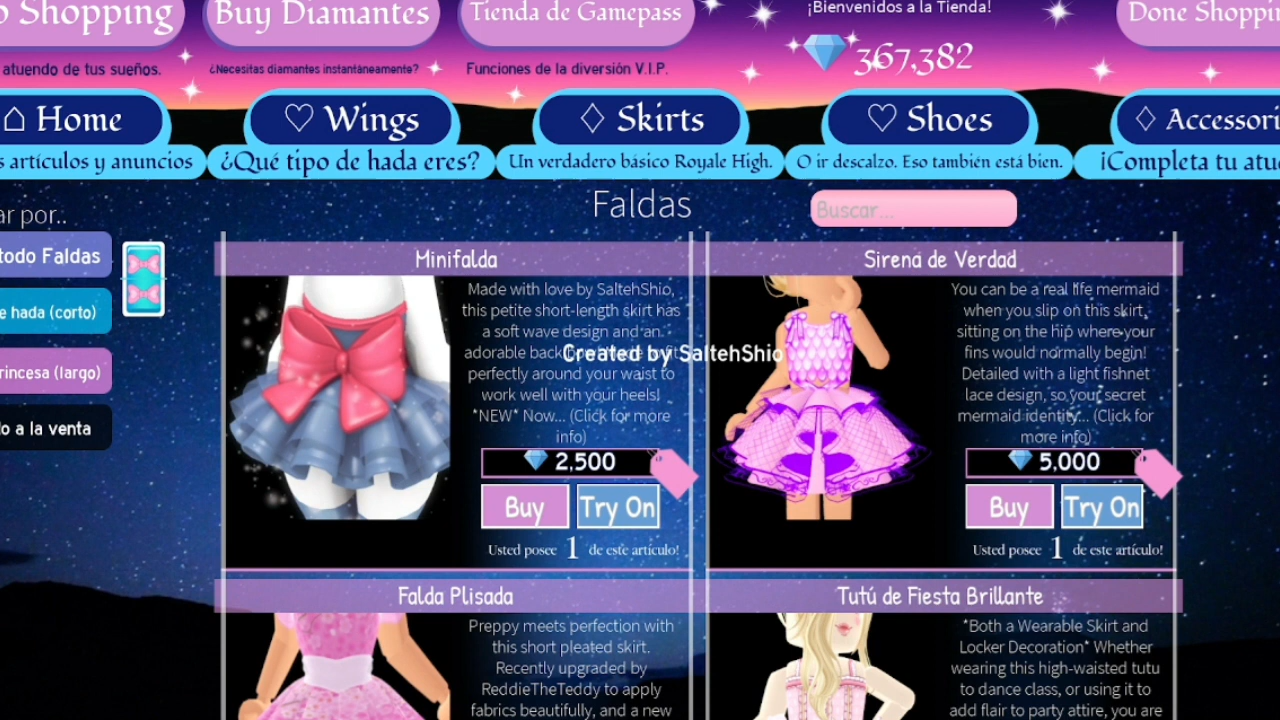 o Shopping
Buy Diamantes
Tienda de Gamepass
¡Bienvenidos a la Tienda!
Done Shoppin
atuendo de tus sueños.
¿Necesitas diamantes instantáneamente?
Funciones de la diversión V.I.P.
367,382
Home
Wings
Skirts
Shoes
Accessori
s artículos y anuncios
¿Qué tipo de hada eres?
Un verdadero básico Royale High.
O ir descalzo. Eso también está bien.
¡Completa tu atue
Faldas
Buscar...
ar por..
todo Faldas
e hada (corto)
rincesa (largo)
lo a la venta
Minifalda
Made with love by SaltehShio,
this petite short-length skirt has
a soft wave design and an
adorable back
perfectly around your waist to
work well with your heels!
*NEW* Now... (Click for more
info)
Created by SaltehShio
2,500
Buy
Try On
Usted posee 1 de este artículo!
Sirena de Verdad
You can be a real life mermaid
when you slip on this skirt,
sitting on the hip where your
fins would normally begin!
Detailed with a light fishnet
lace design, so your secret
mermaid identity... (Click for
more info)
5,000
Buy
Try On
Usted posee 1 de este artículo!
Falda Plisada
Preppy meets perfection with
this short pleated skirt.
Recently upgraded by
ReddieTheTeddy to apply
fabrics beautifully, and a new
Tutú de Fiesta Brillante
*Both a Wearable Skirt and
Locker Decoration* Whether
wearing this high-waisted tutu
to dance class, or using it to
add flair to party attire, you are